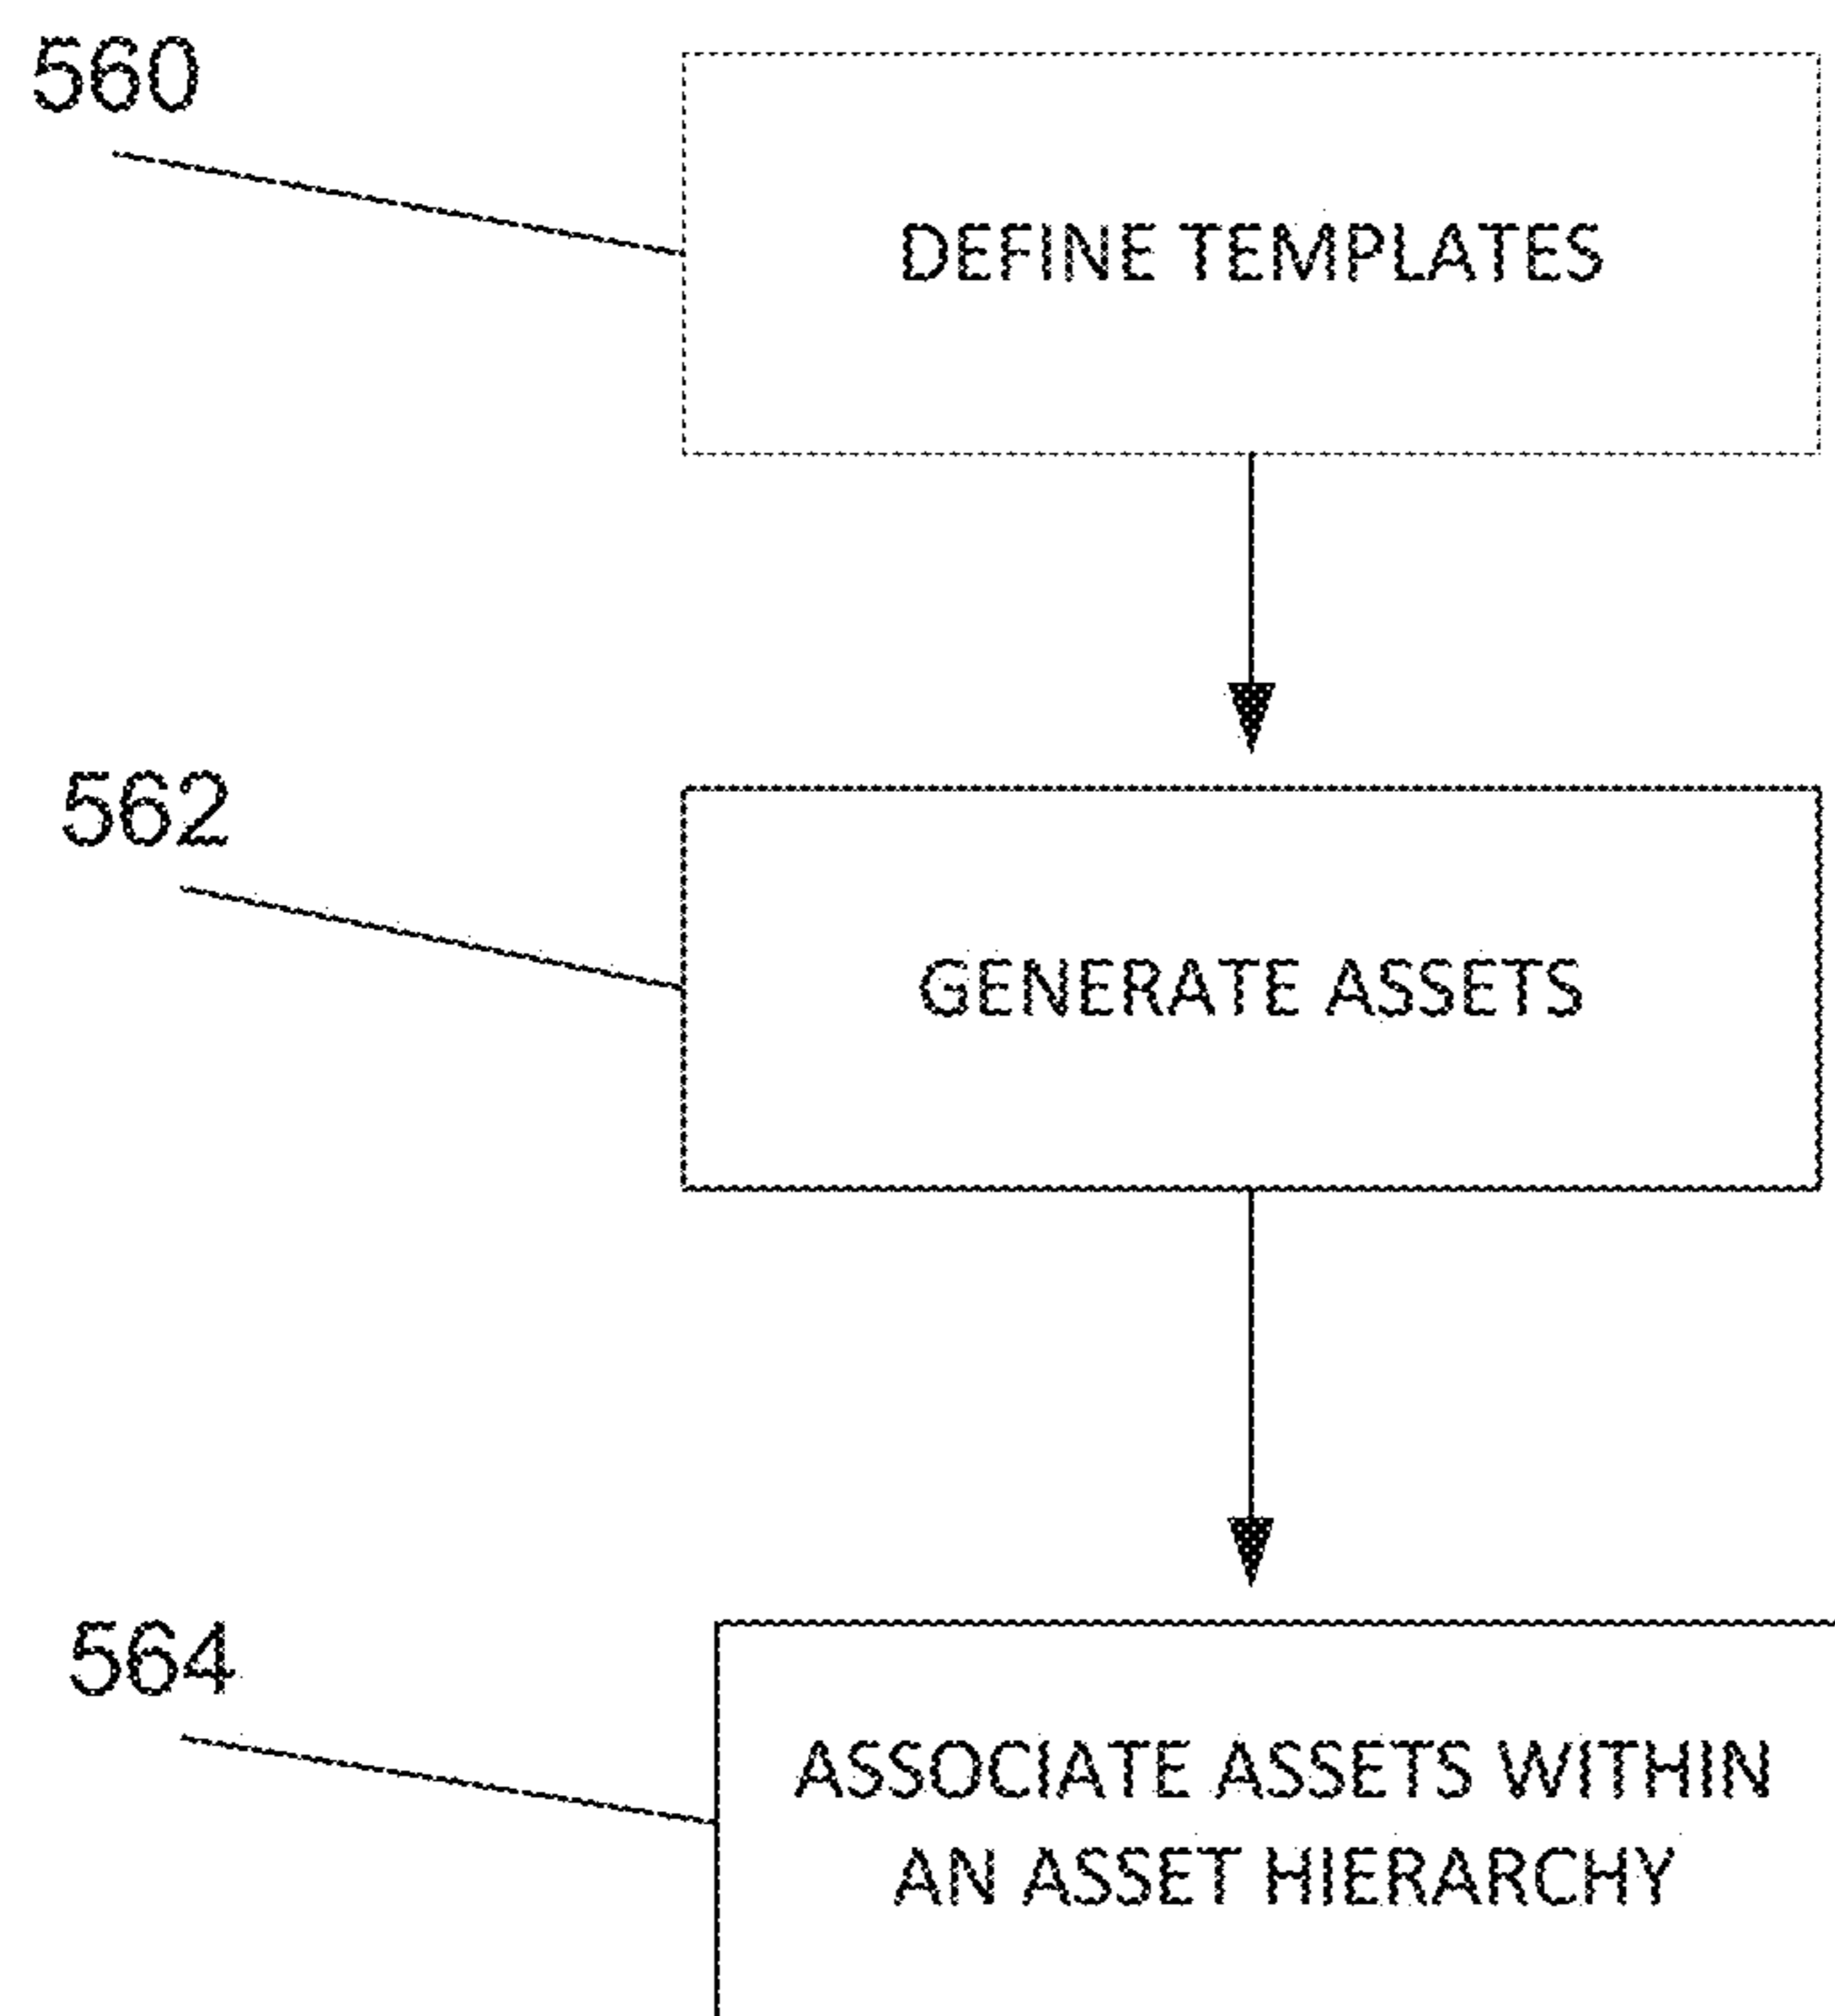 560
DEFINE TEMPLATES
562
GENERATE ASSETS
564
ASSOCIATE ASSETS WITHIN
AN ASSET HIERARCHY